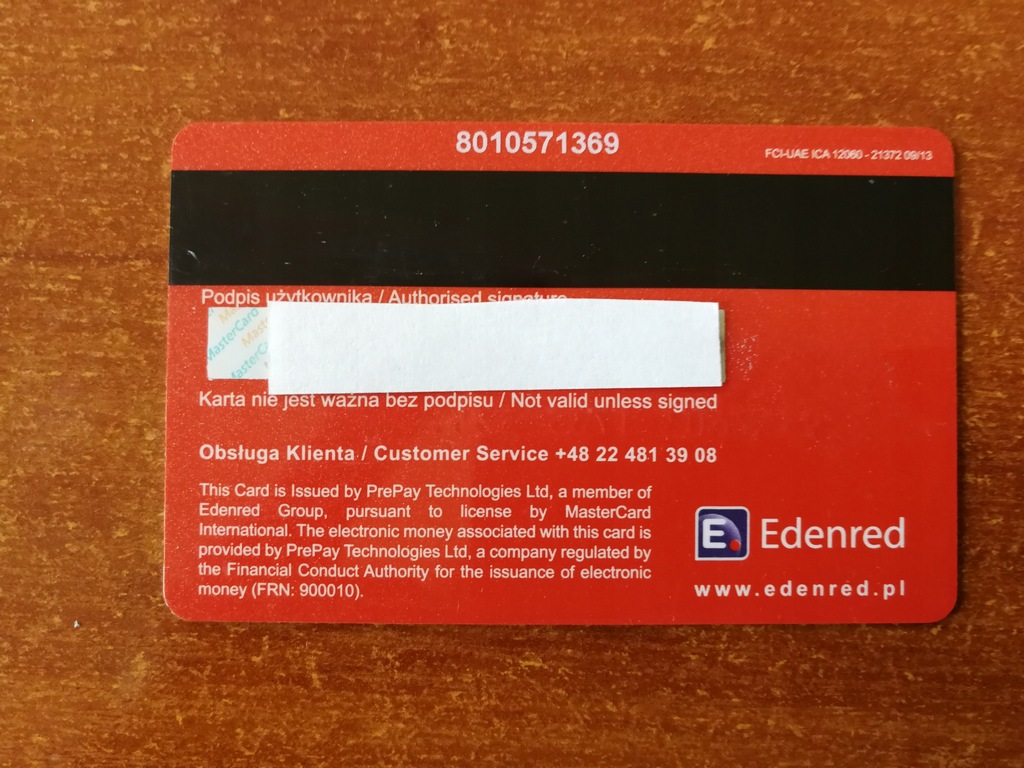 8010571369
FCI-UAE ICA 12060 - 21372 09/13
Podpis użytkownika / Authorised signature
MasterCard
MasterCard
Karta nie jest ważna bez podpisu / Not valid unless signed
Obsługa Klienta / Customer Service +48 22 481 39 08
This Card is Issued by PrePay Technologies Ltd, a member of
Edenred Group, pursuant to license by MasterCard
International. The electronic money associated with this card is
provided by PrePay Technologies Ltd, a company regulated by
the Financial Conduct Authority for the issuance of electronic
money (FRN: 900010).
E.
Edenred
www.edenred.pl